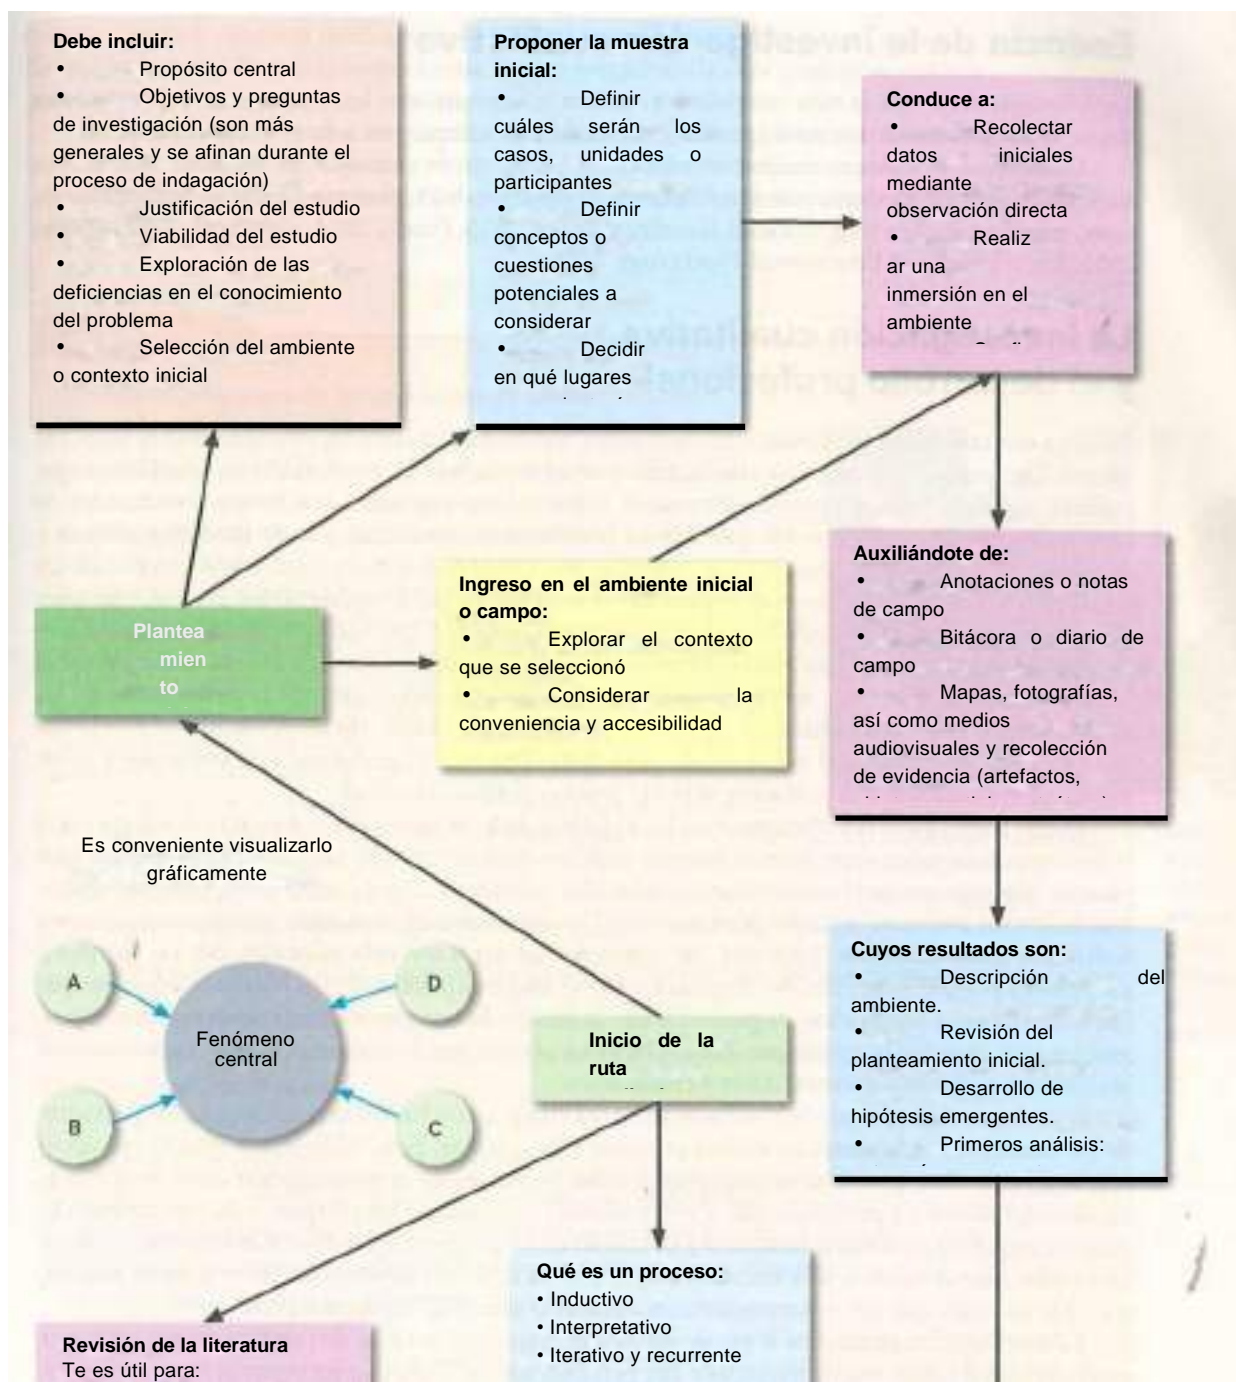 Debe incluir:
• Propósito central
• Objetivos y preguntas
de investigación (son más
generales y se afinan durante el
proceso de indagación)
• Justificación del estudio
• Viabilidad del estudio
• Exploración de las
deficiencias en el conocimiento
del problema
• Selección del ambiente
o contexto inicial
Proponer la muestra
inicial:
• Definir
cuáles serán los
casos, unidades o
participantes
• Definir
conceptos o
cuestiones
potenciales a
considerar
• Decidir
en qué lugares
Conduce a:
• Recolectar
datos iniciales
mediante
observación directa
• Realiz
ar una
inmersión en el
ambiente
Plantea
mien
to
Ingreso en el ambiente inicial
o campo:
• Explorar el contexto
que se seleccionó
• Considerar la
conveniencia y accesibilidad
Auxiliándote de:
• Anotaciones o notas
de campo
• Bitácora o diario de
campo
• Mapas, fotografías,
así como medios
audiovisuales y recolección
de evidencia (artefactos,
Es conveniente visualizarlo
gráficamente
A
D
Fenómeno
central
B
C
Inicio de la
ruta
Cuyos resultados son:
• Descripción del
ambiente.
• Revisión del
planteamiento inicial.
• Desarrollo de
hipótesis emergentes.
• Primeros análisis:
Qué es un proceso:
• Inductivo
• Interpretativo
• Iterativo y recurrente
Revisión de la literatura
Te es útil para: